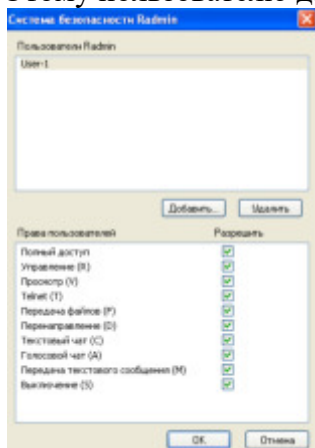 Система безопасности Radmin
Пользователи Radmin
User-1
Добавить... Удалить
Права пользователей Разрешить
Полный доступ
Управление (R)
Просмотр (V)
Telnet (T)
Передача файлов (F)
Перенаправление (D)
Текстовый чат (C)
Голосовой чат (A)
Передача текстового сообщения (M)
Выключение (S)
OK Отмена